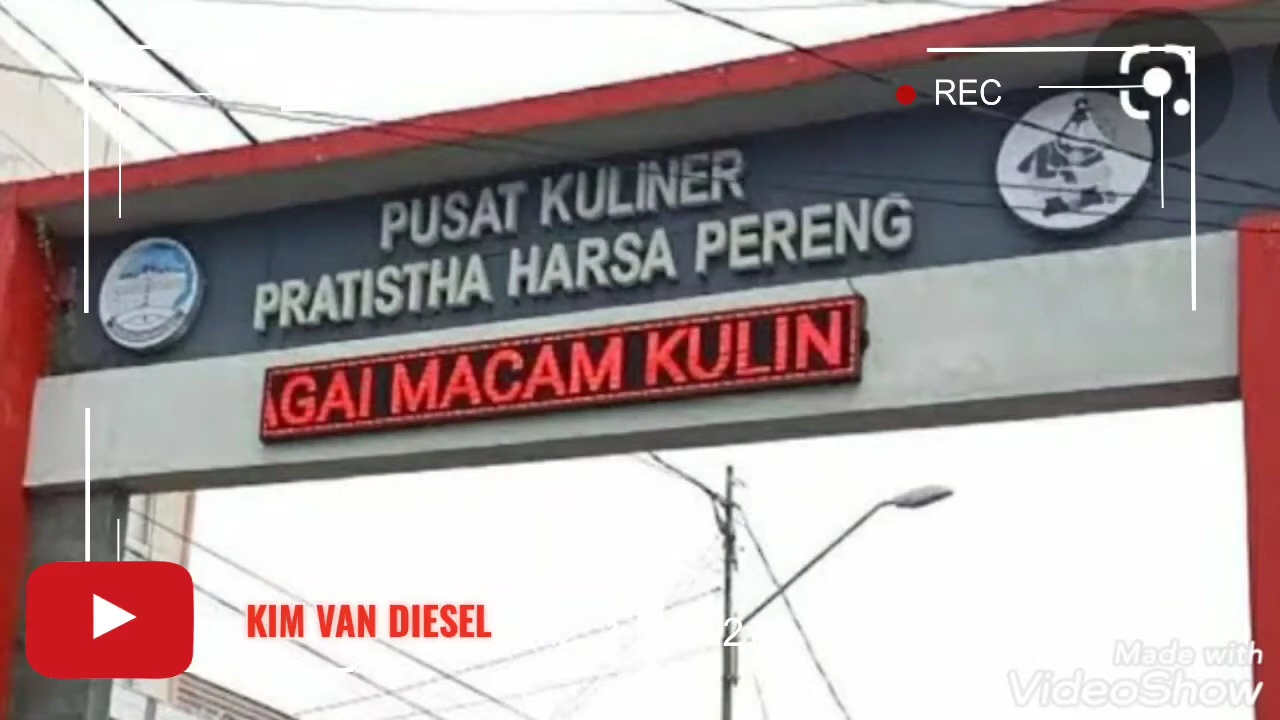 REC
PUSAT KULINER
PRATISTHA HARSA PERENG
AGAI MACAM KULIN
KIM VAN DIESEL
Made with
VideoShow